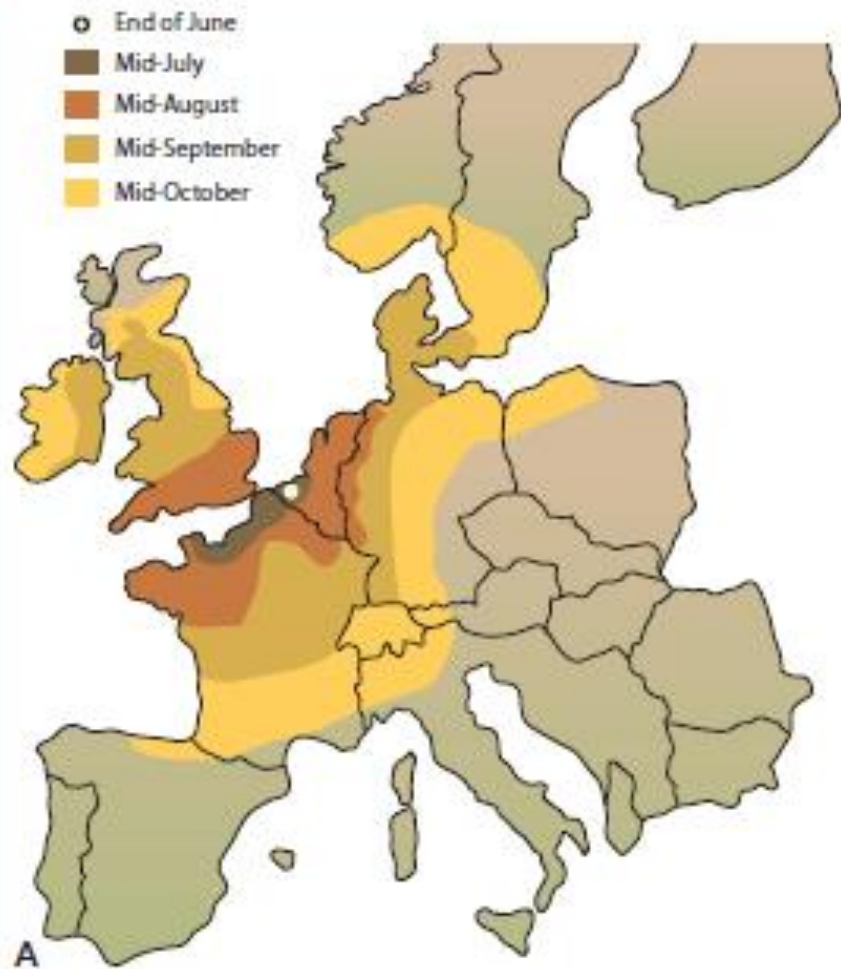 End of June
Mid-July
Mid-August
Mid-September
Mid-October
A